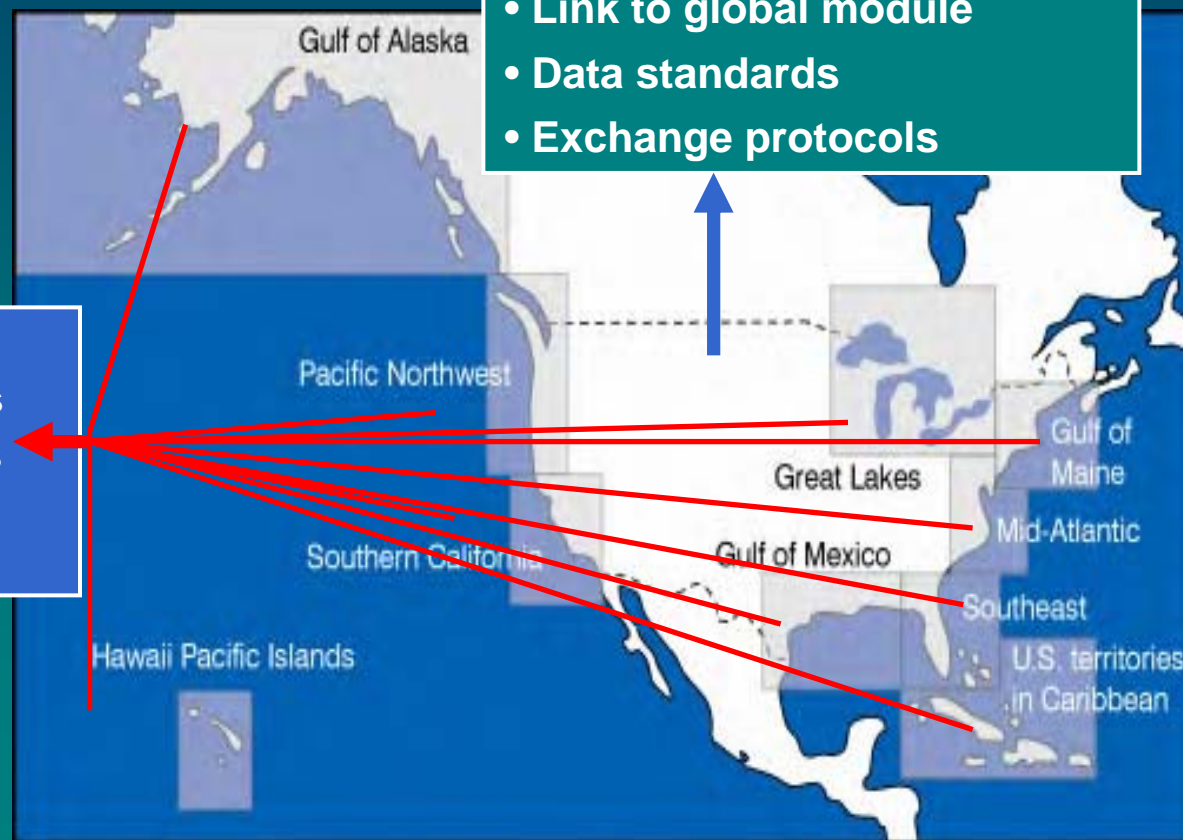 • Link to global module
• Data standards
• Exchange protocols
Gulf of Alaska
Pacific Northwest
Great Lakes
Gulf of
Maine
Mid-Atlantic
Southern California
Gulf of Mexico
Southeast
Hawaii Pacific Islands
U.S. territories
in Caribbean